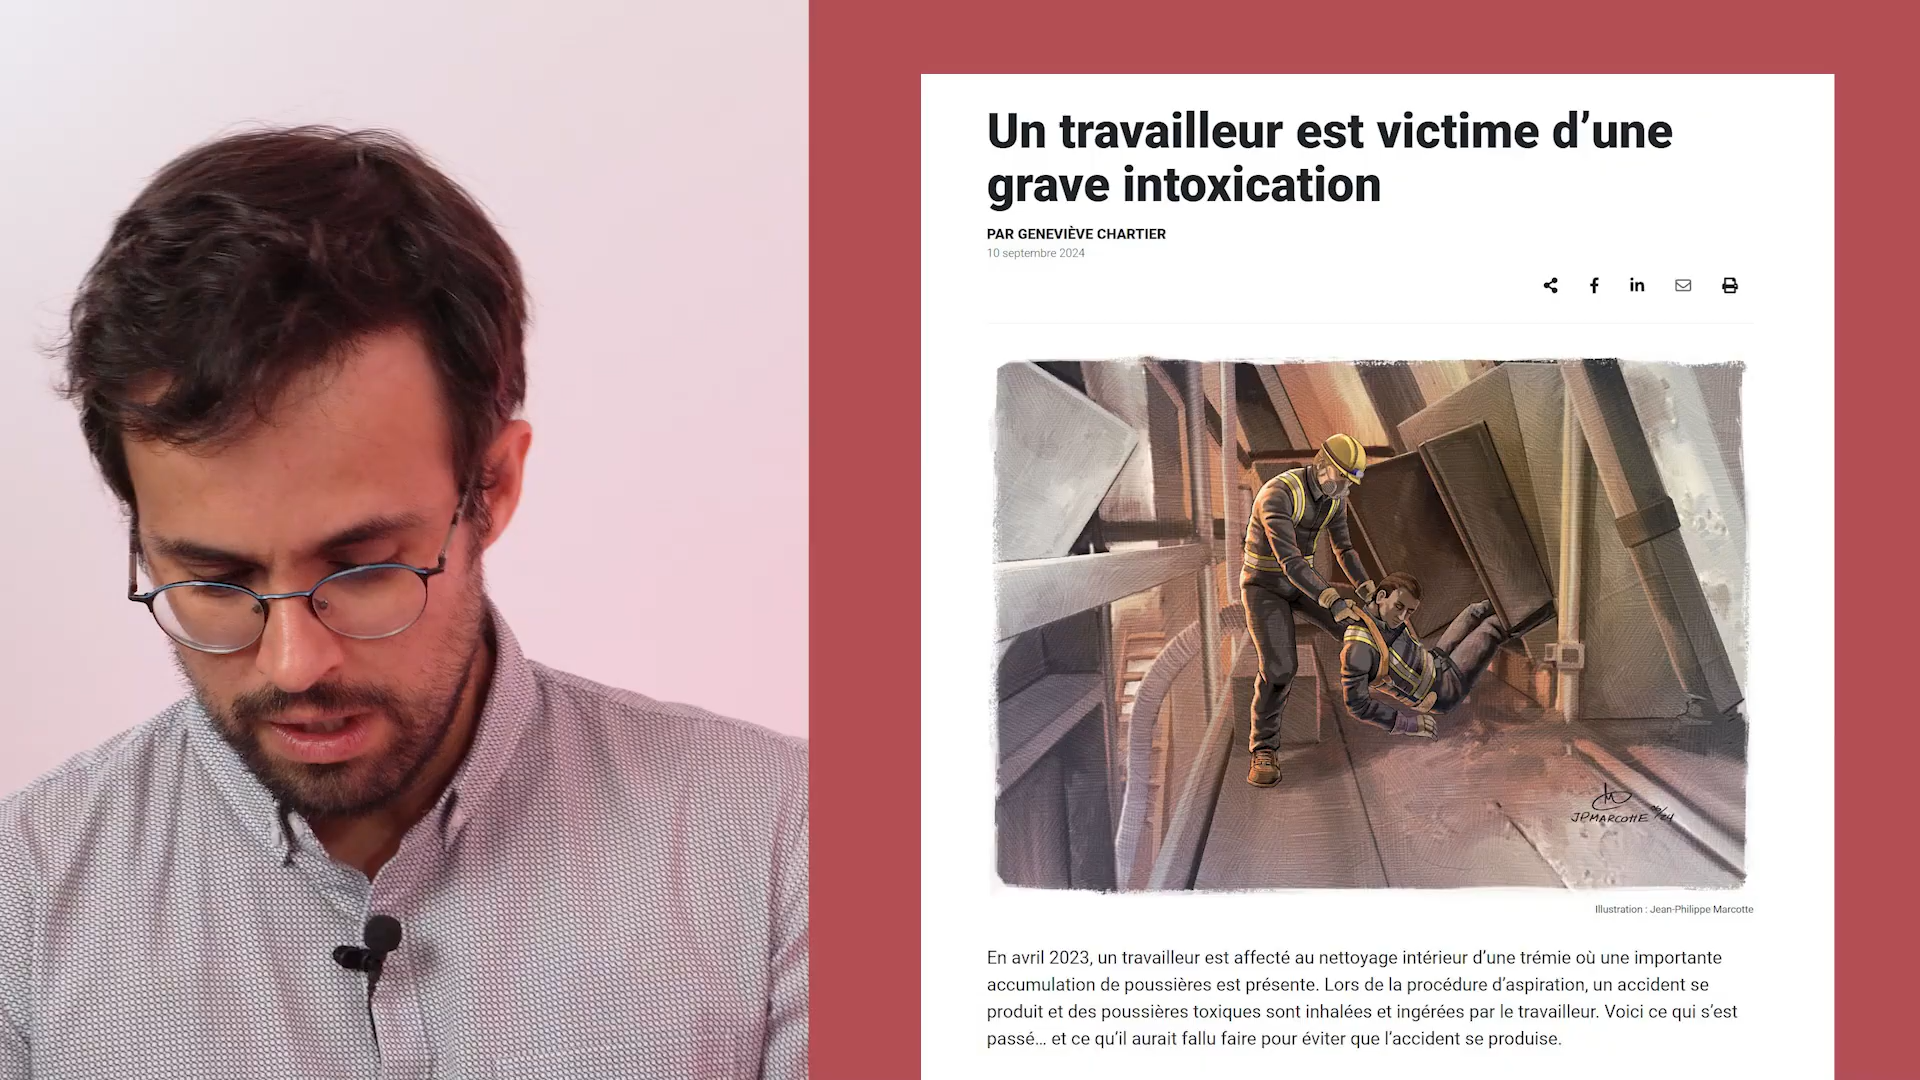 Un travailleur est victime d’une
grave intoxication
PAR GENEVIÈVE CHARTIER
10 septembre 2024
JPMARCOTTE 06/24
Illustration : Jean-Philippe Marcotte
En avril 2023, un travailleur est affecté au nettoyage intérieur d’une trémie où une importante
accumulation de poussières est présente. Lors de la procédure d’aspiration, un accident se
produit et des poussières toxiques sont inhalées et ingérées par le travailleur. Voici ce qui s’est
passé... et ce qu’il aurait fallu faire pour éviter que l’accident se produise.